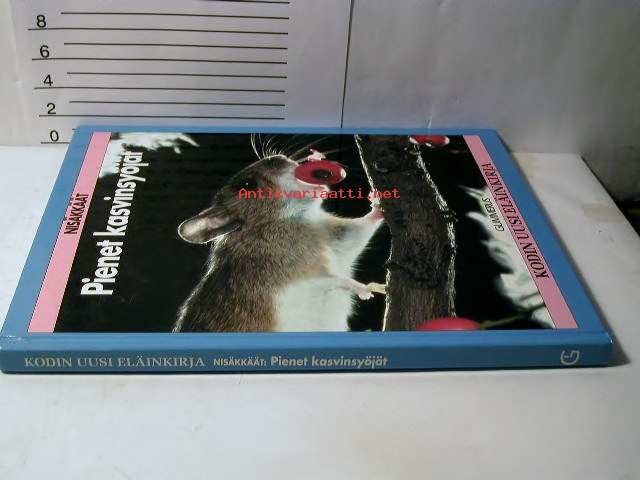 8
6
4
2
0
NISÄKKÄÄT
Pienet kasvinsyöjät
Antikvariaatti.net
GUMMERUS
KODIN UUSI ELÄINKIRJA
KODIN UUSI ELÄINKIRJA NISÄKKÄÄT: Pienet kasvinsyöjät G